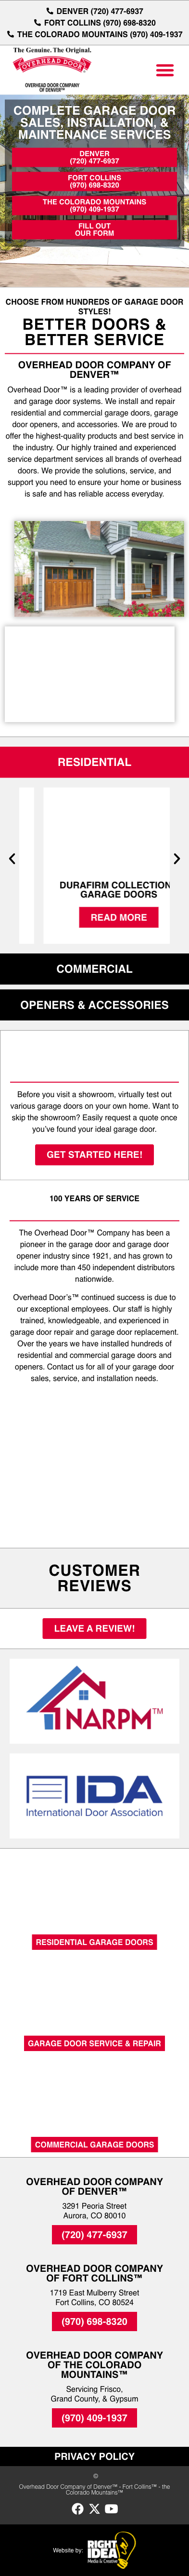 DENVER (720) 477-6937
FORT COLLINS (970) 698-8320
THE COLORADO MOUNTAINS (970) 409-1937
The Genuine. The Original.
OVERHEAD DOOR
OVERHEAD DOOR COMPANY
OF DENVER™
COMPLETE GARAGE DOOR
SALES, INSTALLATION, &
MAINTENANCE SERVICES
DENVER
(720) 477-6937
FORT COLLINS
(970) 698-8320
THE COLORADO MOUNTAINS
(970) 409-1937
FILL OUT
OUR FORM
CHOOSE FROM HUNDREDS OF GARAGE DOOR
STYLES!
BETTER DOORS &
BETTER SERVICE
OVERHEAD DOOR COMPANY OF
DENVER™
Overhead Door™ is a leading provider of overhead
and garage door systems. We install and repair
residential and commercial garage doors, garage
door openers, and accessories. We are proud to
offer the highest-quality products and best service in
the industry. Our highly trained and experienced
service department services all brands of overhead
doors. We provide the solutions, service, and
support you need to ensure your home or business
is safe and has reliable access everyday.
RESIDENTIAL
DURAFIRM COLLECTION
GARAGE DOORS
READ MORE
COMMERCIAL
OPENERS & ACCESSORIES
Before you visit a showroom, virtually test out
various garage doors on your own home. Want to
skip the showroom? Easily request a quote once
you've found your ideal garage door.
GET STARTED HERE!
100 YEARS OF SERVICE
The Overhead Door™ Company has been a
pioneer in the garage door and garage door
opener industry since 1921, and has grown to
include more than 450 independent distributors
nationwide.
Overhead Door's™ continued success is due to
our exceptional employees. Our staff is highly
trained, knowledgeable, and experienced in
garage door repair and garage door replacement.
Over the years we have installed hundreds of
residential and commercial garage doors and
openers. Contact us for all of your garage door
sales, service, and installation needs.
CUSTOMER
REVIEWS
LEAVE A REVIEW!
NARPM™
IDA
International Door Association
RESIDENTIAL GARAGE DOORS
GARAGE DOOR SERVICE & REPAIR
COMMERCIAL GARAGE DOORS
OVERHEAD DOOR COMPANY
OF DENVER™
3291 Peoria Street
Aurora, CO 80010
(720) 477-6937
OVERHEAD DOOR COMPANY
OF FORT COLLINS™
1719 East Mulberry Street
Fort Collins, CO 80524
(970) 698-8320
OVERHEAD DOOR COMPANY
OF THE COLORADO
MOUNTAINS™
Servicing Frisco,
Grand County, & Gypsum
(970) 409-1937
PRIVACY POLICY
©
Overhead Door Company of Denver™ - Fort Collins™ - the
Colorado Mountains™
Website by:
RIGHT
IDEA
Media & Creative